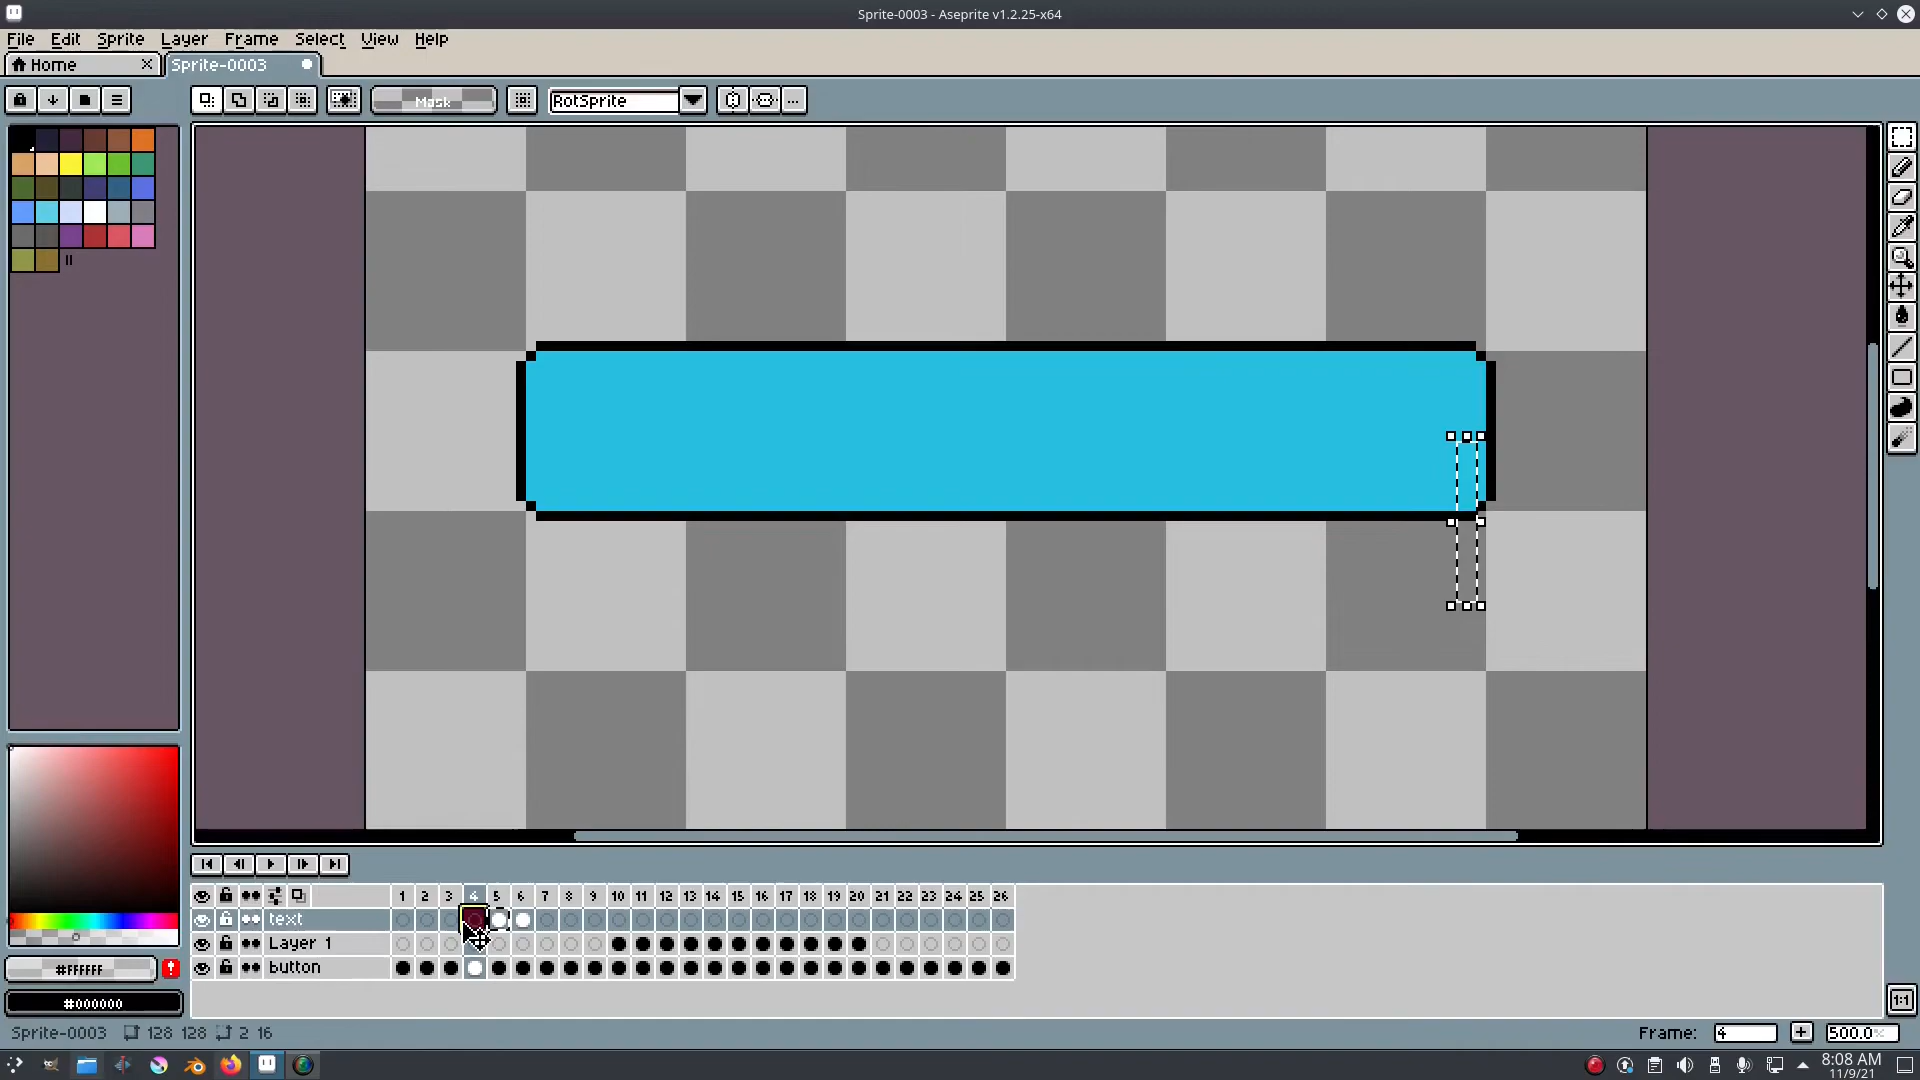 Sprite-0003 - Aseprite v1.2.25-x64
File Edit Sprite Layer Frame Select View Help
Home Sprite-0003
Mask RotSprite
1 2 3 4 5 6 7 8 9 10 11 12 13 14 15 16 17 18 19 20 21 22 23 24 25 26
text
Layer 1
button
#FFFFFF
#000000
1:1
Sprite-0003 128 128 2 16 Frame: 4 500.0%
8:08 AM
11/9/21